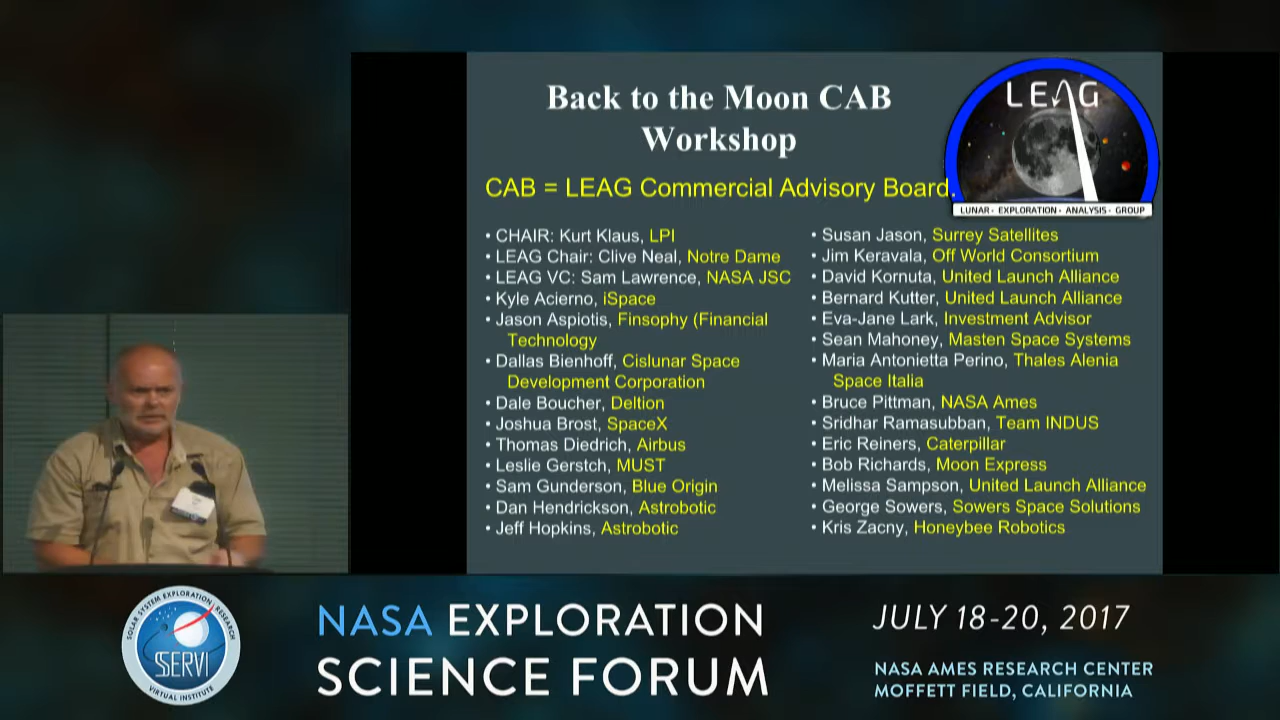 Back to the Moon CAB
Workshop
LEAG
LUNAR · EXPLORATION · ANALYSIS · GROUP
CAB = LEAG Commercial Advisory Board.
• CHAIR: Kurt Klaus, LPI
• LEAG Chair: Clive Neal, Notre Dame
• LEAG VC: Sam Lawrence, NASA JSC
• Kyle Acierno, iSpace
• Jason Aspiotis, Finsophy (Financial
Technology
• Dallas Bienhoff, Cislunar Space
Development Corporation
• Dale Boucher, Deltion
• Joshua Brost, SpaceX
• Thomas Diedrich, Airbus
• Leslie Gerstch, MUST
• Sam Gunderson, Blue Origin
• Dan Hendrickson, Astrobotic
• Jeff Hopkins, Astrobotic
• Susan Jason, Surrey Satellites
• Jim Keravala, Off World Consortium
• David Kornuta, United Launch Alliance
• Bernard Kutter, United Launch Alliance
• Eva-Jane Lark, Investment Advisor
• Sean Mahoney, Masten Space Systems
• Maria Antonietta Perino, Thales Alenia
Space Italia
• Bruce Pittman, NASA Ames
• Sridhar Ramasubban, Team INDUS
• Eric Reiners, Caterpillar
• Bob Richards, Moon Express
• Melissa Sampson, United Launch Alliance
• George Sowers, Sowers Space Solutions
• Kris Zacny, Honeybee Robotics
SOLAR SYSTEM EXPLORATION RESEARCH
SSERVI
VIRTUAL INSTITUTE
NASA EXPLORATION
SCIENCE FORUM
JULY 18-20, 2017
NASA AMES RESEARCH CENTER
MOFFETT FIELD, CALIFORNIA